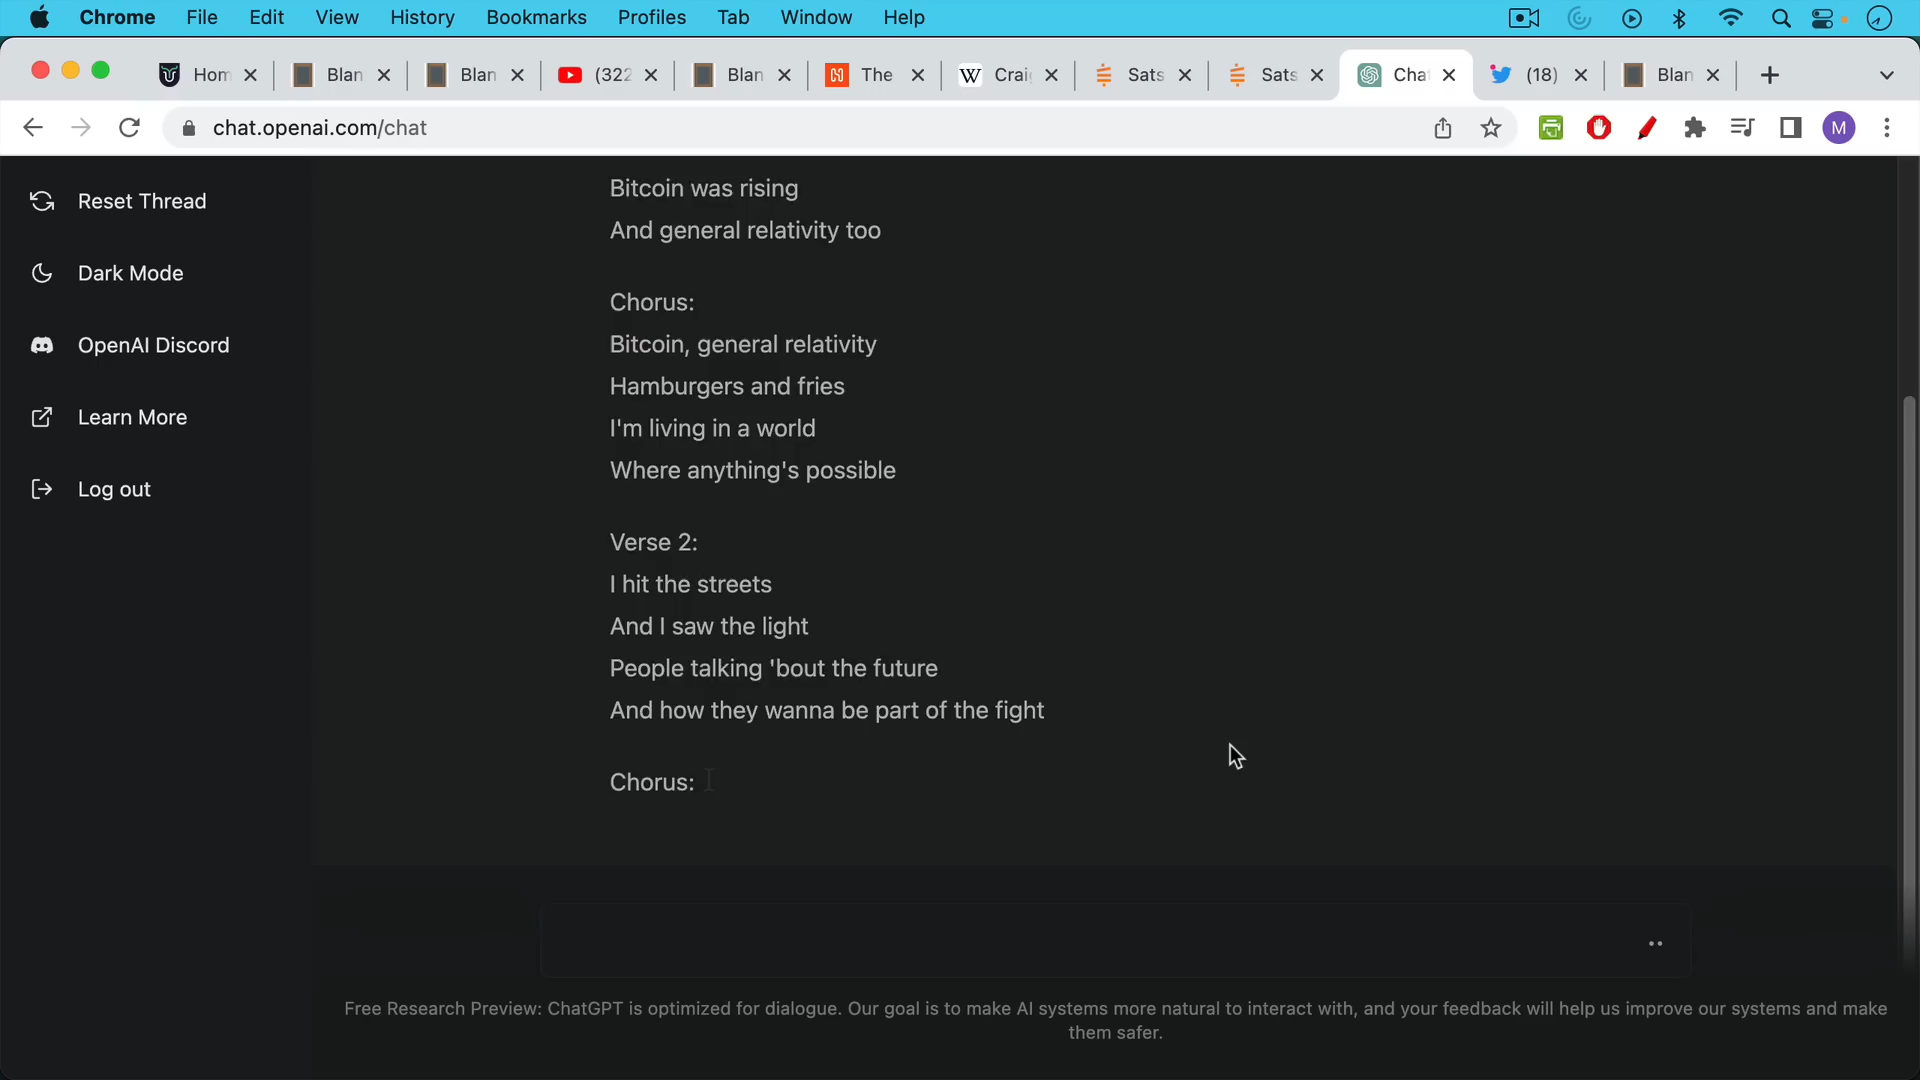 Chrome File Edit View History Bookmarks Profiles Tab Window Help
Hom Blan Blan (322 Blan The Craig Sats Sats Chat (18) Blan
chat.openai.com/chat M
Reset Thread
Dark Mode
OpenAI Discord
Learn More
Log out
Bitcoin was rising
And general relativity too
Chorus:
Bitcoin, general relativity
Hamburgers and fries
I'm living in a world
Where anything's possible
Verse 2:
I hit the streets
And I saw the light
People talking 'bout the future
And how they wanna be part of the fight
Chorus:
Free Research Preview: ChatGPT is optimized for dialogue. Our goal is to make AI systems more natural to interact with, and your feedback will help us improve our systems and make
them safer.